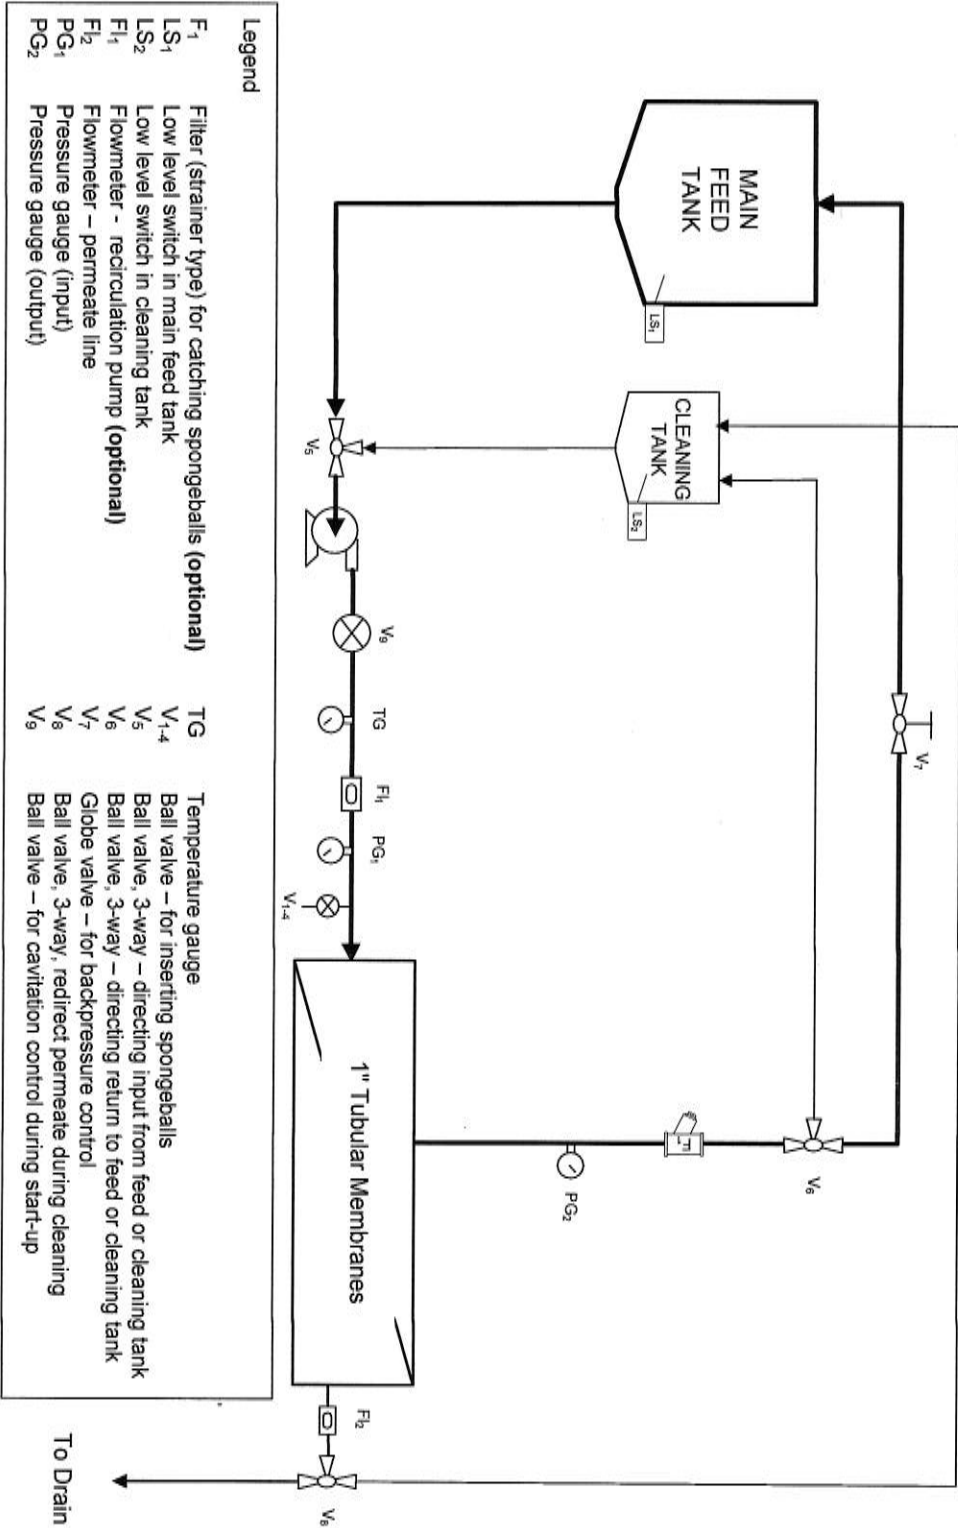 MAIN
FEED
TANK
LS₁
CLEANING
TANK
LS₂
V₅
V₉
TG
FI₁
PG₁
V₁₋₄
V₇
V₆
PG₂
1" Tubular Membranes
FI₂
V₈
To Drain
Legend
F₁ Filter (strainer type) for catching spongeballs (optional)
LS₁ Low level switch in main feed tank
LS₂ Low level switch in cleaning tank
FI₁ Flowmeter - recirculation pump (optional)
FI₂ Flowmeter – permeate line
PG₁ Pressure gauge (input)
PG₂ Pressure gauge (output)
TG Temperature gauge
V₁₋₄ Ball valve – for inserting spongeballs
V₅ Ball valve, 3-way – directing input from feed or cleaning tank
V₆ Ball valve, 3-way – directing return to feed or cleaning tank
V₇ Globe valve – for backpressure control
V₈ Ball valve, 3-way, redirect permeate during cleaning
V₉ Ball valve – for cavitation control during start-up